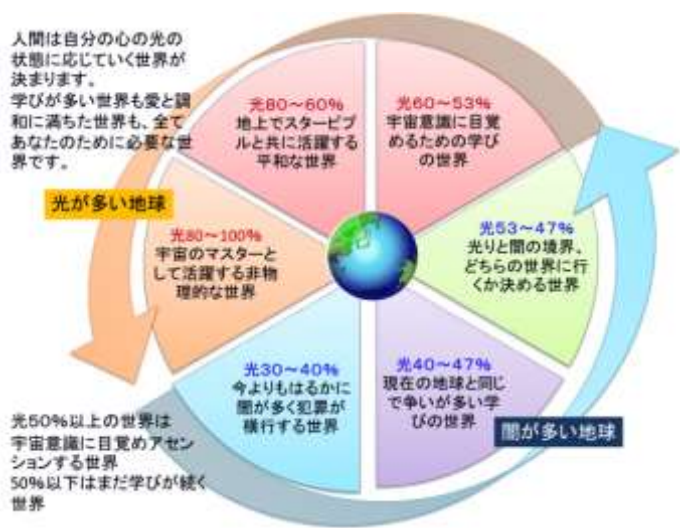 人間は自分の心の光の
状態に応じていく世界が
決まります。
学びが多い世界も愛と調
和に満ちた世界も、全て
あなたのために必要な世
界です。
光80～60%
地上でスターピプ
ルと共に活躍する
平和な世界
光60～53%
宇宙意識に目覚
めるための学び
の世界
光が多い地球
光80～100%
宇宙のマスターと
して活躍する非物
理的な世界
光53～47%
光りと闇の境界、
どちらの世界に行
くか決める世界
光30～40%
今よりもはるかに
闇が多く犯罪が
横行する世界
光40～47%
現在の地球と同じ
で争いが多い学
びの世界
闇が多い地球
光50%以上の世界は
宇宙意識に目覚めアセン
ションする世界
50%以下はまだ学びが続く
世界